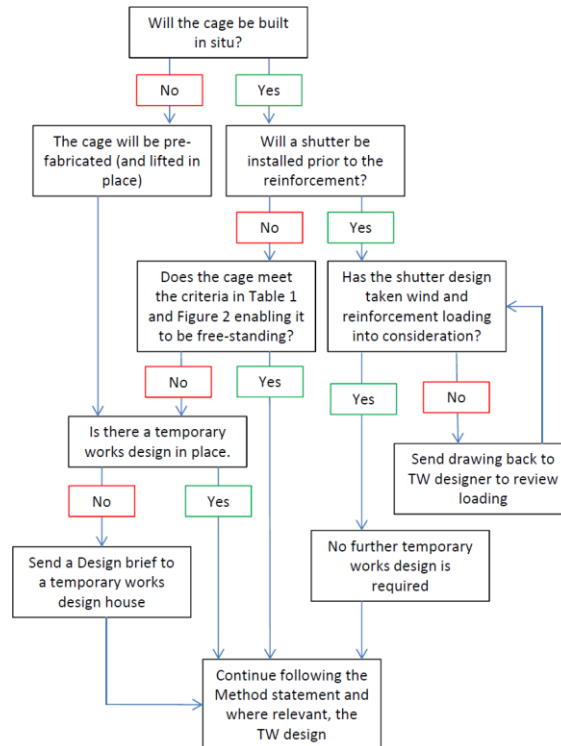 Will the cage be built
in situ?
No
Yes
The cage will be pre-
fabricated (and lifted in
place)
Will a shutter be
installed prior to the
reinforcement?
No
Yes
Does the cage meet
the criteria in Table 1
and Figure 2 enabling it
to be free-standing?
Has the shutter design
taken wind and
reinforcement loading
into consideration?
No
Yes
Yes
No
Is there a temporary
works design in place.
Send drawing back to
TW designer to review
loading
No
Yes
Send a Design brief to
a temporary works
design house
No further temporary
works design is
required
Continue following the
Method statement and
where relevant, the
TW design